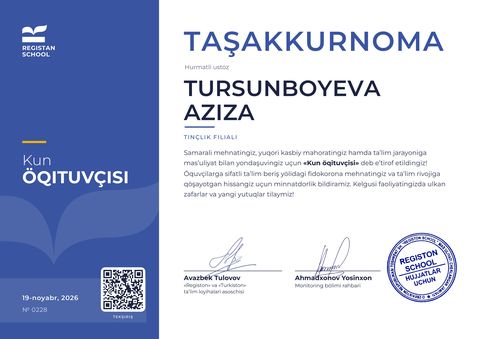 REGISTAN
SCHOOL
TAŞAKKURNOMA
Hurmatli ustoz
TURSUNBOYEVA
AZIZA
TINÇLIK FILIALI
Kun
ÖQITUVÇISI
Samarali mehnatingiz, yuqori kasbiy mahoratingiz hamda ta'lim jarayoniga
mas'uliyat bilan yondaşuvingiz uçun «Kun öqituvçisi» deb e'tirof etildingiz!
Öquvçilarga sifatli ta'lim beriş yölidagi fidokorona mehnatingiz va ta'lim rivojiga
qöşayotgan hissangiz uçun minnatdorlik bildiramiz. Kelgusi faoliyatingizda ulkan
zafarlar va yangi yutuqlar tilaymiz!
Avazbek Tulovov
«Registon» va «Turkiston»
ta'lim loyihalari asoschisi
Ahmadxonov Yosinxon
Monitoring bölimi rahbari
REGISTON
SCHOOL
HUJJATLAR
UCHUN
19-noyabr, 2026
№ 0228
TEKŞIRIŞ